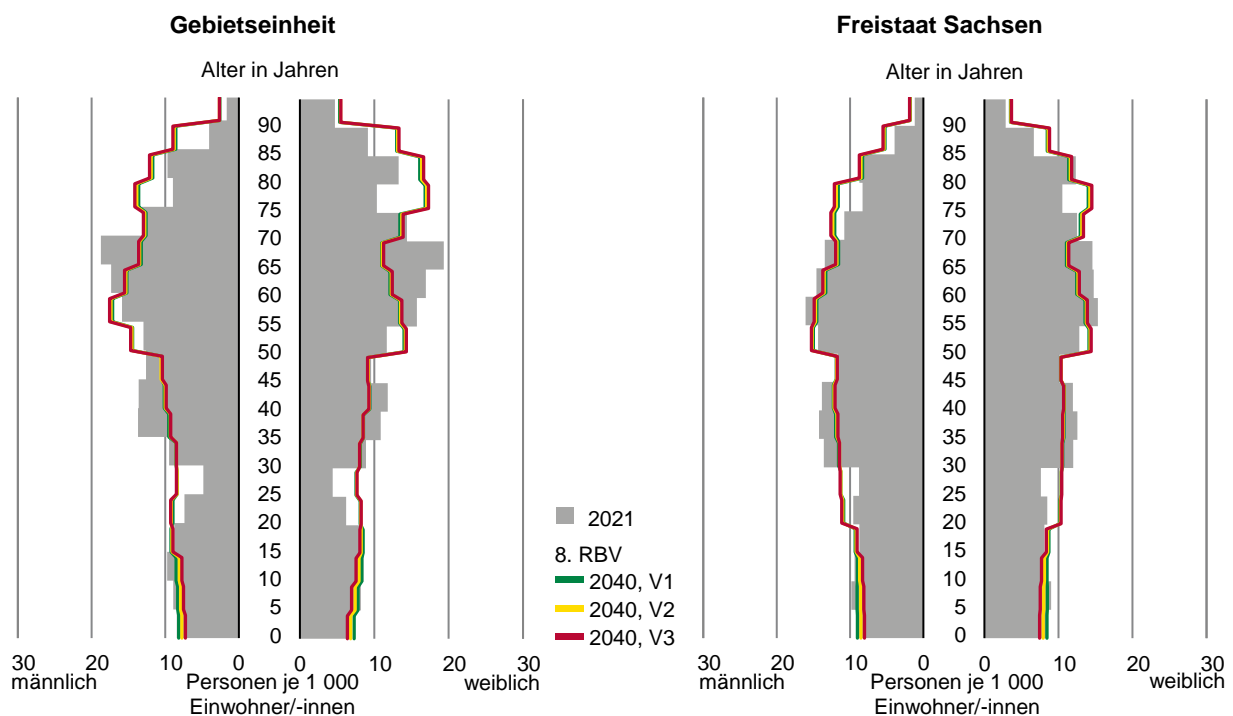 Gebietseinheit
Alter in Jahren
90
85
80
75
70
65
60
55
50
45
40
35
30
25
20
15
10
5
0
30 20 10 0 0 10 20 30
männlich Personen je 1 000 weiblich
Einwohner/-innen
2021
8. RBV
2040, V1
2040, V2
2040, V3
Freistaat Sachsen
Alter in Jahren
90
85
80
75
70
65
60
55
50
45
40
35
30
25
20
15
10
5
0
30 20 10 0 0 10 20 30
männlich Personen je 1 000 weiblich
Einwohner/-innen